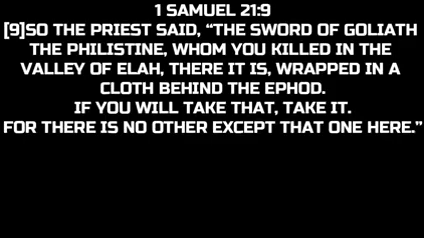 1 SAMUEL 21:9
[9]SO THE PRIEST SAID, “THE SWORD OF GOLIATH
THE PHILISTINE, WHOM YOU KILLED IN THE
VALLEY OF ELAH, THERE IT IS, WRAPPED IN A
CLOTH BEHIND THE EPHOD.
IF YOU WILL TAKE THAT, TAKE IT.
FOR THERE IS NO OTHER EXCEPT THAT ONE HERE.”